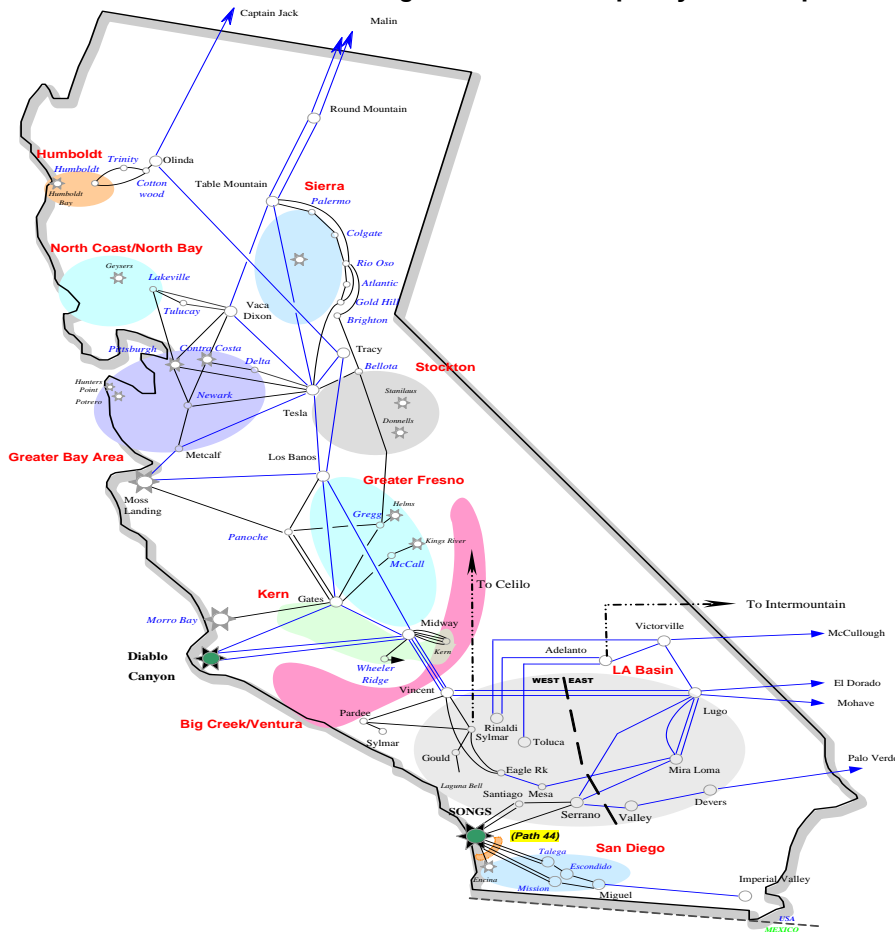 Captain Jack
Malin
Round Mountain
Humboldt
Trinity
Olinda
Humboldt
Humboldt
Bay
Cotton
wood
Table Mountain
Sierra
Palermo
Colgate
North Coast/North Bay
Geysers
Rio Oso
Lakeville
Atlantic
Tulucay
Vaca
Dixon
Gold Hill
Brighton
Pittsburgh
Contra Costa
Tracy
Delta
Bellota
Stockton
Hunters
Point
Potrero
Newark
Stanilaus
Tesla
Donnells
Greater Bay Area
Metcalf
Los Banos
Greater Fresno
Moss
Landing
Helms
Gregg
Panoche
Kings River
McCall
To Celilo
Kern
Gates
Morro Bay
Midway
Kern
To Intermountain
Victorville
McCullough
Diablo
Canyon
Wheeler
Ridge
Adelanto
LA Basin
WEST
EAST
Vincent
El Dorado
Mohave
Lugo
Big Creek/Ventura
Pardee
Sylmar
Rinaldi
Sylmar
Toluca
Gould
Eagle Rk
Mira Loma
Palo Verde
Laguna Bell
Santiago
Mesa
Devers
SONGS
Serrano
Valley
(Path 44)
San Diego
Talega
Escondido
Encina
Mission
Miguel
Imperial Valley
USA
MEXICO